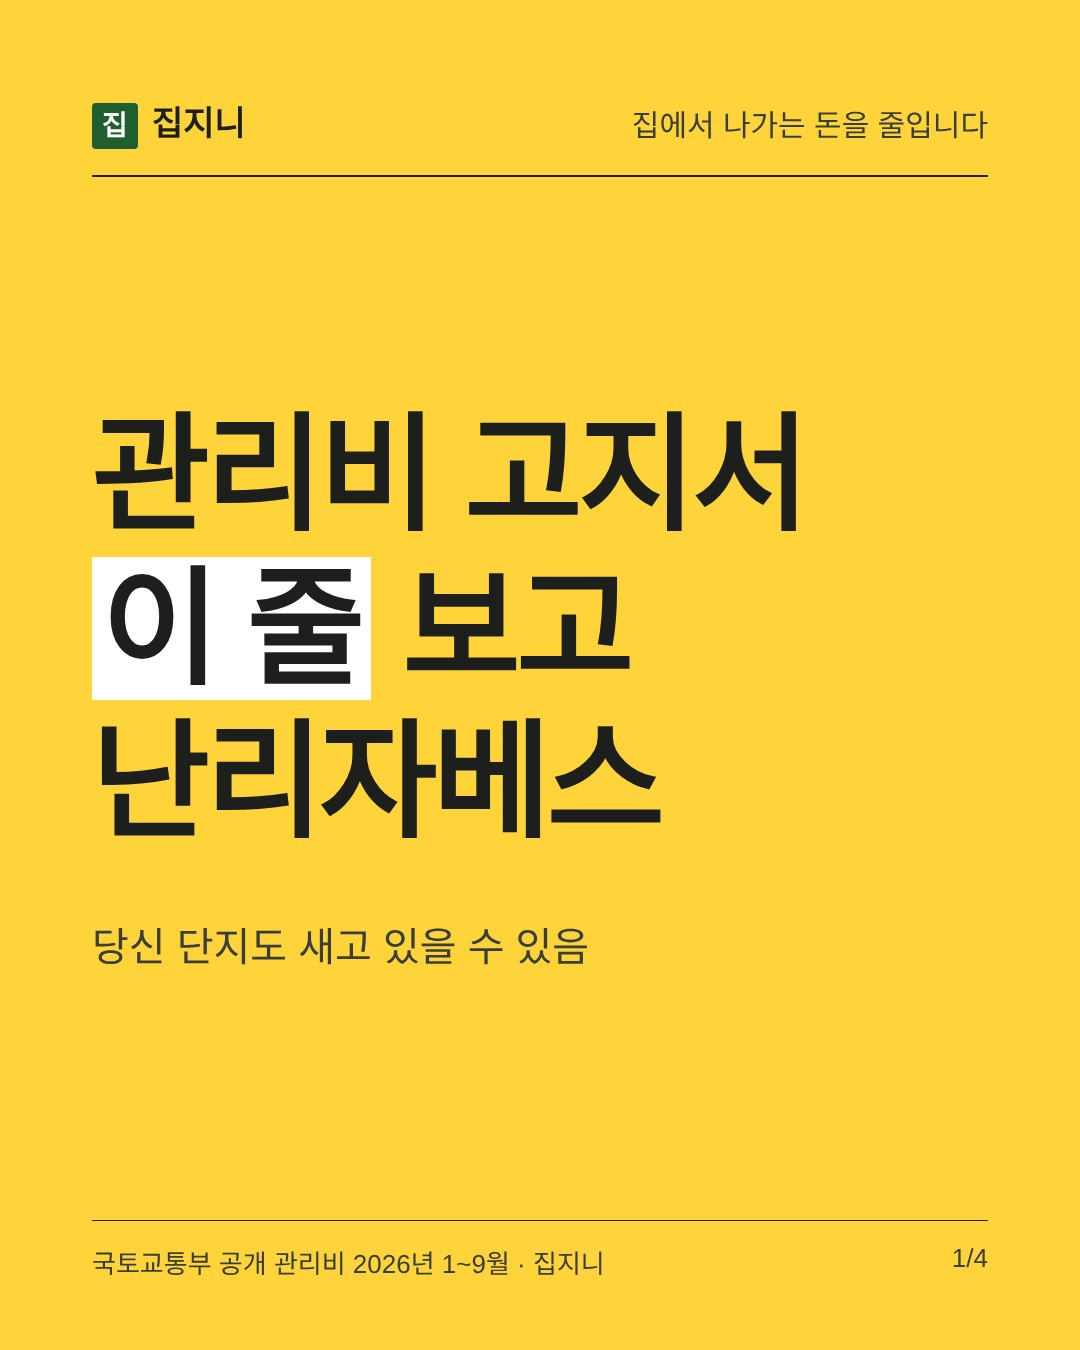 집 집지니
집에서 나가는 돈을 줄입니다
관리비 고지서
이 줄 보고
난리자베스
당신 단지도 새고 있을 수 있음
국토교통부 공개 관리비 2026년 1~9월 · 집지니
1/4